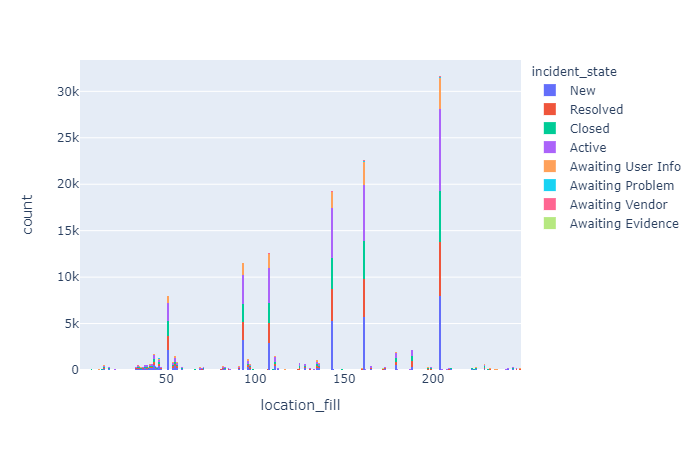 incident_state
New
Resolved
Closed
Active
Awaiting User Info
Awaiting Problem
Awaiting Vendor
Awaiting Evidence
30k
25k
20k
15k
10k
5k
0
count
50 100 150 200
location_fill